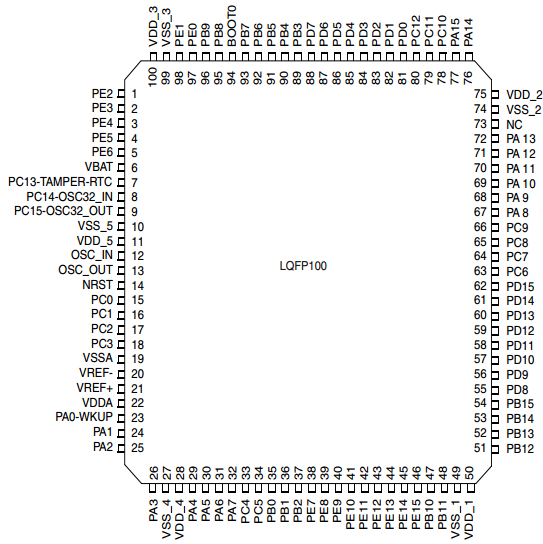 VDD_3
VSS_3
PE1
PE0
PB9
PB8
BOOT0
PB7
PB6
PB5
PB4
PB3
PD7
PD6
PD5
PD4
PD3
PD2
PD1
PD0
PC12
PC11
PC10
PA15
PA14
100 99 98 97 96 95 94 93 92 91 90 89 88 87 86 85 84 83 82 81 80 79 78 77 76
PE2 1
PE3 2
PE4 3
PE5 4
PE6 5
VBAT 6
PC13-TAMPER-RTC 7
PC14-OSC32_IN 8
PC15-OSC32_OUT 9
VSS_5 10
VDD_5 11
OSC_IN 12
OSC_OUT 13
NRST 14
PC0 15
PC1 16
PC2 17
PC3 18
VSSA 19
VREF- 20
VREF+ 21
VDDA 22
PA0-WKUP 23
PA1 24
PA2 25
LQFP100
75 VDD_2
74 VSS_2
73 NC
72 PA 13
71 PA 12
70 PA 11
69 PA 10
68 PA 9
67 PA 8
66 PC9
65 PC8
64 PC7
63 PC6
62 PD15
61 PD14
60 PD13
59 PD12
58 PD11
57 PD10
56 PD9
55 PD8
54 PB15
53 PB14
52 PB13
51 PB12
26 27 28 29 30 31 32 33 34 35 36 37 38 39 40 41 42 43 44 45 46 47 48 49 50
PA3
VSS_4
VDD_4
PA4
PA5
PA6
PA7
PC4
PC5
PB0
PB1
PB2
PE7
PE8
PE9
PE10
PE11
PE12
PE13
PE14
PE15
PB10
PB11
VSS_1
VDD_1